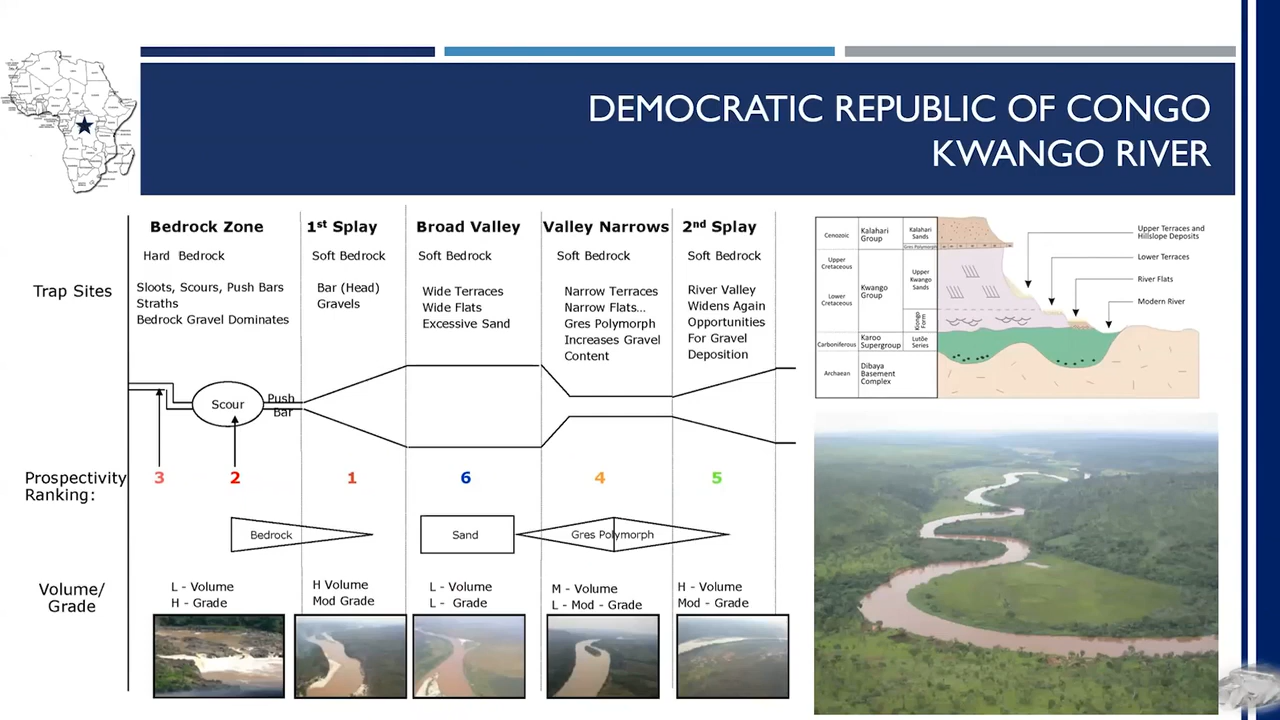 DEMOCRATIC REPUBLIC OF CONGO
KWANGO RIVER
Bedrock Zone
1st Splay
Broad Valley
Valley Narrows
2nd Splay
Hard Bedrock
Soft Bedrock
Soft Bedrock
Soft Bedrock
Soft Bedrock
Trap Sites
Sloots, Scours, Push Bars
Straths
Bedrock Gravel Dominates
Bar (Head)
Gravels
Wide Terraces
Wide Flats
Excessive Sand
Narrow Terraces
Narrow Flats...
Gres Polymorph
Increases Gravel
Content
River Valley
Widens Again
Opportunities
For Gravel
Deposition
Scour
Push
Bar
Prospectivity
Ranking:
3
2
1
6
4
5
Bedrock
Sand
Gres Polymorph
Volume/
Grade
L - Volume
H - Grade
H Volume
Mod Grade
L - Volume
L - Grade
M - Volume
L - Mod - Grade
H - Volume
Mod - Grade
Cenozoic
Kalahari
Group
Kalahari
Sands
Gres Polymorph
Upper
Cretaceous
Lower
Cretaceous
Kwango
Group
Upper
Kwango
Sands
Carboniferous
Karoo
Supergroup
Lutõe
Series
Archaean
Dibaya
Basement
Complex
Upper Terraces and
Hillslope Deposits
Lower Terraces
River Flats
Modern River